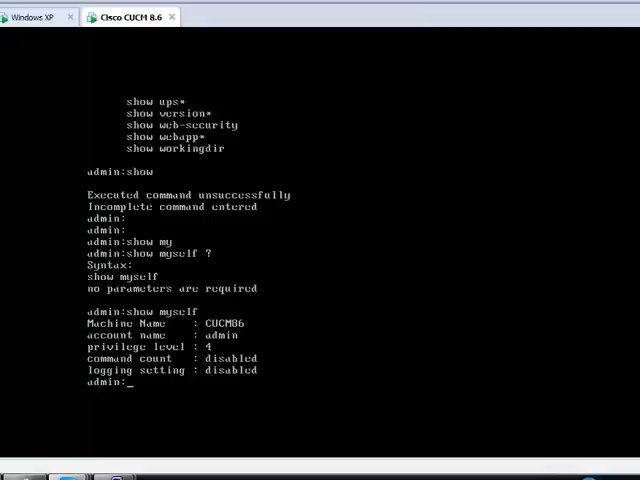 Windows XP
Cisco CUCM 8.6
show ups*
show version*
show web-security
show webapp*
show workingdir
admin:show
Executed command unsuccessfully
Incomplete command entered
admin:
admin:
admin:show my
admin:show myself ?
Syntax:
show myself
no parameters are required
admin:show myself
Machine Name : CUCM86
account name : admin
privilege level : 4
command count : disabled
logging setting : disabled
admin:_